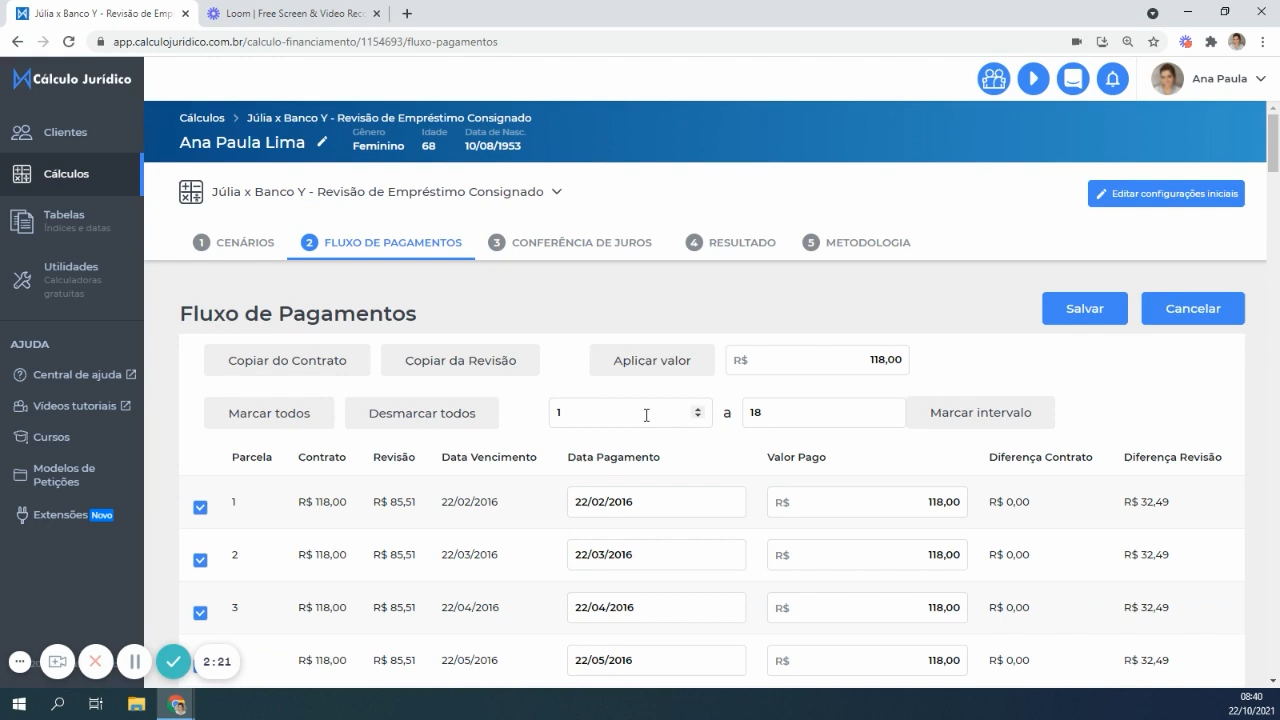 Júlia x Banco Y - Revisão de Empr
Loom | Free Screen & Video Rec
app.calculojuridico.com.br/calculo-financiamento/1154693/fluxo-pagamentos
Cálculo Jurídico
Ana Paula
Clientes
Cálculos
Tabelas
Índices e datas
Utilidades
Calculadoras
gratuitas
AJUDA
Central de ajuda
Vídeos tutoriais
Cursos
Modelos de
Petições
Extensões Novo
Cálculos > Júlia x Banco Y - Revisão de Empréstimo Consignado
Ana Paula Lima
Gênero Idade Data de Nasc.
Feminino 68 10/08/1953
Júlia x Banco Y - Revisão de Empréstimo Consignado
Editar configurações iniciais
1 CENÁRIOS 2 FLUXO DE PAGAMENTOS 3 CONFERÊNCIA DE JUROS 4 RESULTADO 5 METODOLOGIA
Fluxo de Pagamentos
Salvar Cancelar
Copiar do Contrato Copiar da Revisão Aplicar valor R$ 118,00
Marcar todos Desmarcar todos 1 a 18 Marcar intervalo
Parcela Contrato Revisão Data Vencimento Data Pagamento Valor Pago Diferença Contrato Diferença Revisão
1 R$ 118,00 R$ 85,51 22/02/2016 22/02/2016 R$ 118,00 R$ 0,00 R$ 32,49
2 R$ 118,00 R$ 85,51 22/03/2016 22/03/2016 R$ 118,00 R$ 0,00 R$ 32,49
3 R$ 118,00 R$ 85,51 22/04/2016 22/04/2016 R$ 118,00 R$ 0,00 R$ 32,49
R$ 118,00 R$ 85,51 22/05/2016 22/05/2016 R$ 118,00 R$ 0,00 R$ 32,49
2:21
08:40
22/10/2021